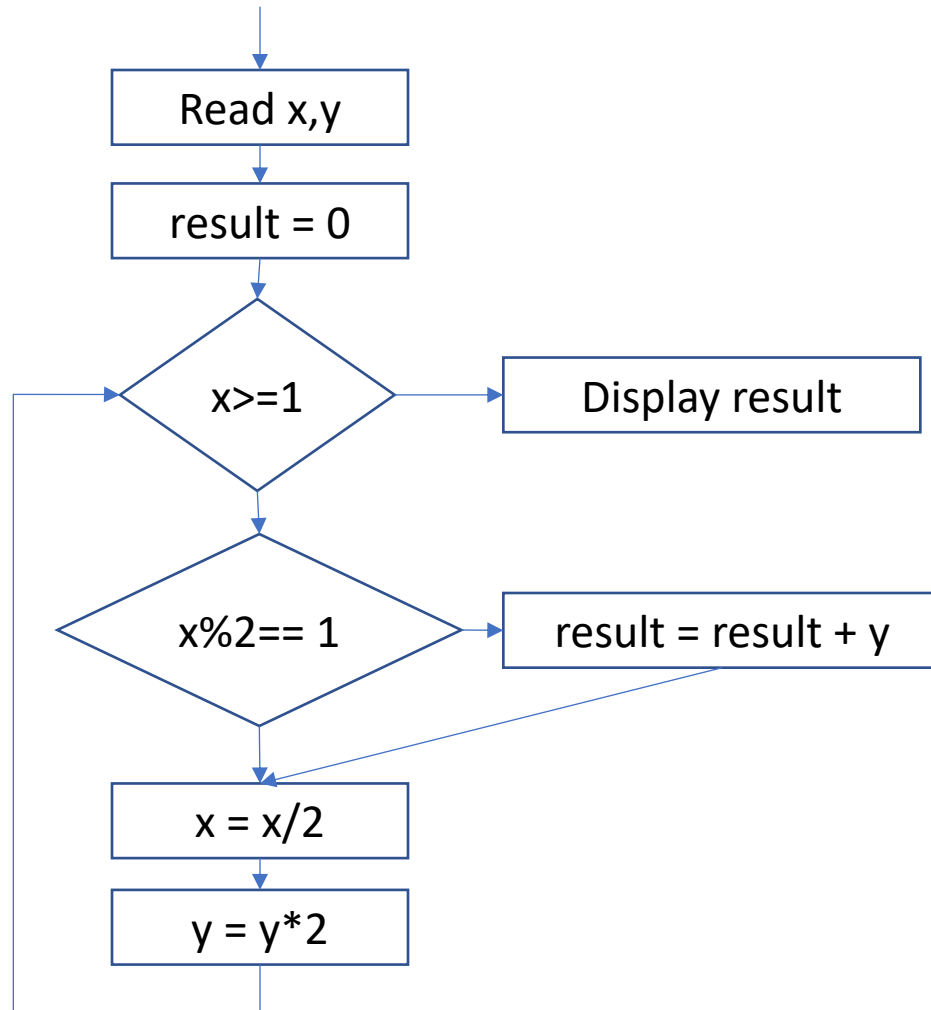 Read x,y
result = 0
x>=1
Display result
x%2== 1
result = result + y
x = x/2
y = y*2